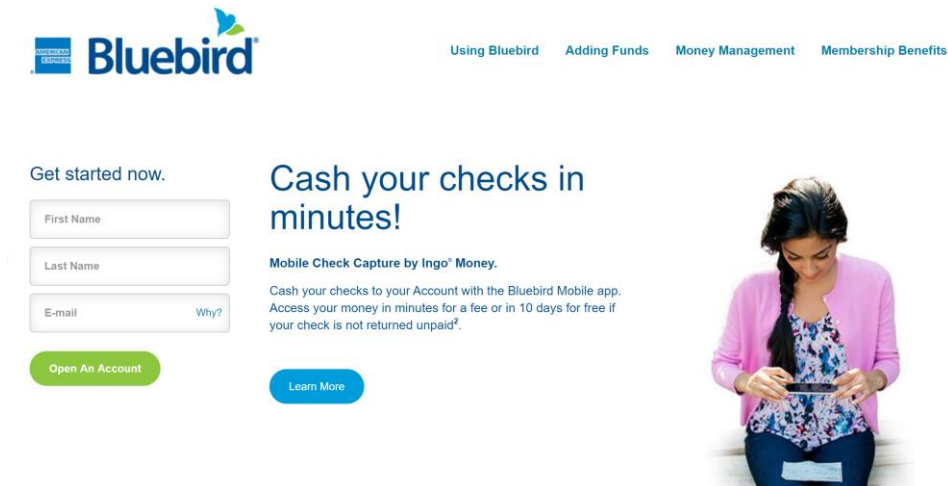 AMERICAN EXPRESS
Bluebird®
Using Bluebird Adding Funds Money Management Membership Benefits
Get started now.
First Name
Last Name
E-mail Why?
Open An Account
Cash your checks in
minutes!
Mobile Check Capture by Ingo® Money.
Cash your checks to your Account with the Bluebird Mobile app.
Access your money in minutes for a fee or in 10 days for free if
your check is not returned unpaid².
Learn More